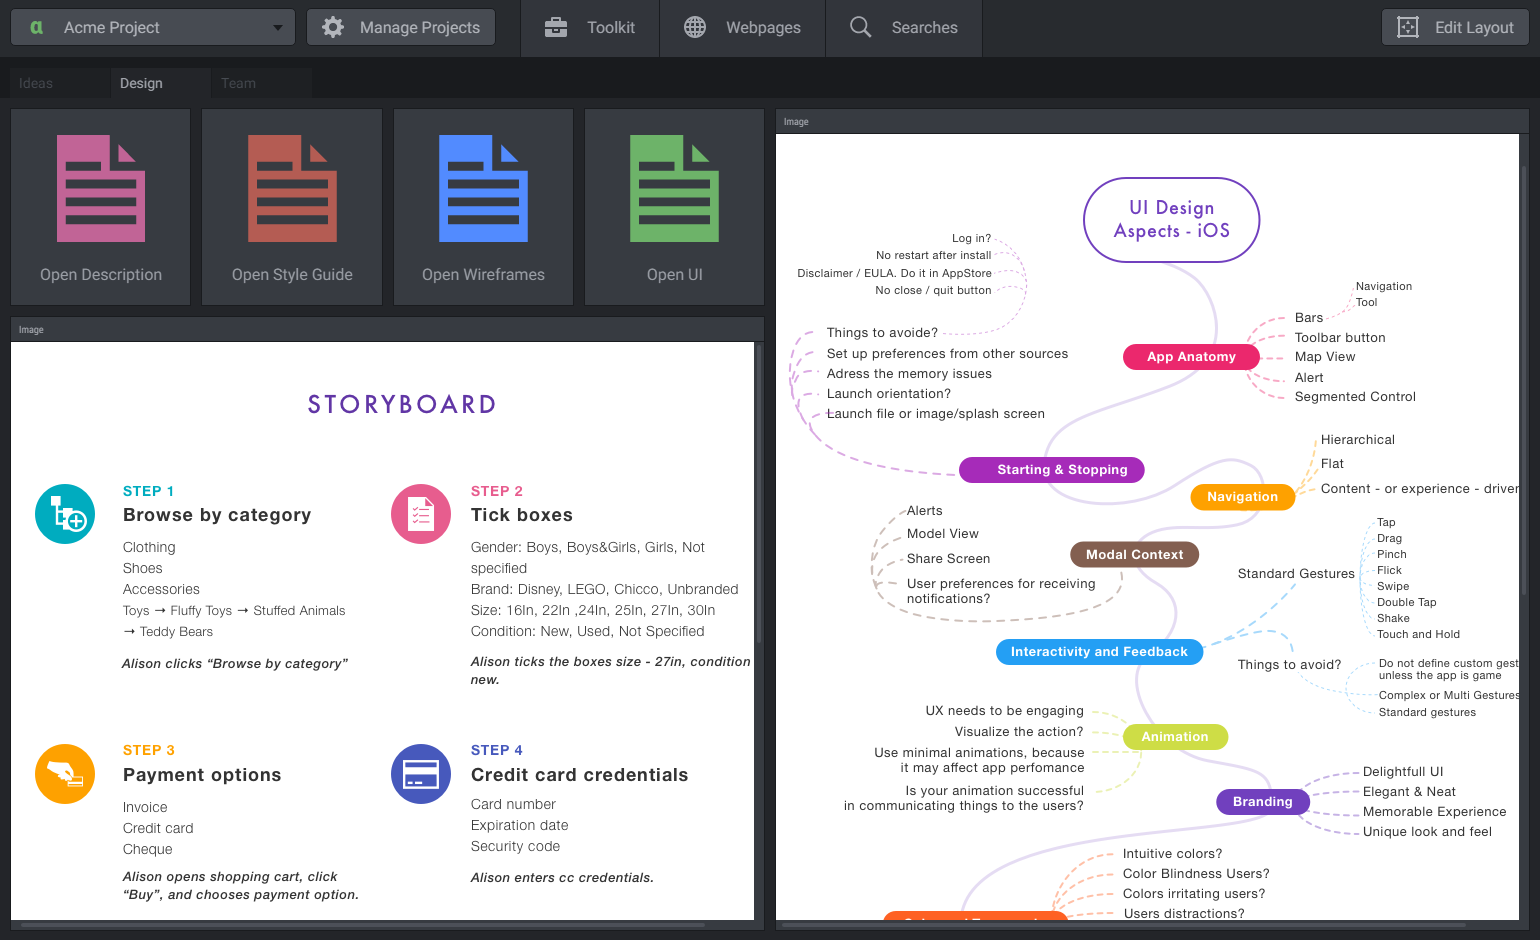 Acme Project
Manage Projects
Toolkit
Webpages
Searches
Edit Layout
Ideas
Design
Team
Open Description
Open Style Guide
Open Wireframes
Open UI
Image
STORYBOARD
STEP 1
Browse by category
Clothing
Shoes
Accessories
Toys → Fluffy Toys → Stuffed Animals
→ Teddy Bears
Alison clicks “Browse by category”
STEP 2
Tick boxes
Gender: Boys, Boys&Girls, Girls, Not
specified
Brand: Disney, LEGO, Chicco, Unbranded
Size: 16In, 22In ,24In, 25In, 27In, 30In
Condition: New, Used, Not Specified
Alison ticks the boxes size - 27in, condition
new.
STEP 3
Payment options
Invoice
Credit card
Cheque
Alison opens shopping cart, click
“Buy”, and chooses payment option.
STEP 4
Credit card credentials
Card number
Expiration date
Security code
Alison enters cc credentials.
Image
UI Design
Aspects - iOS
Log in?
No restart after install
Disclaimer / EULA. Do it in AppStore
No close / quit button
Things to avoide?
Set up preferences from other sources
Adress the memory issues
Launch orientation?
Launch file or image/splash screen
Starting & Stopping
App Anatomy
Bars
Navigation
Tool
Toolbar button
Map View
Alert
Segmented Control
Navigation
Hierarchical
Flat
Content - or experience - driven
Modal Context
Alerts
Model View
Share Screen
User preferences for receiving
notifications?
Interactivity and Feedback
Standard Gestures
Tap
Drag
Pinch
Flick
Swipe
Double Tap
Shake
Touch and Hold
Things to avoid?
Do not define custom gest
unless the app is game
Complex or Multi Gestures
Standard gestures
Animation
UX needs to be engaging
Visualize the action?
Use minimal animations, because
it may affect app perfomance
Is your animation successful
in communicating things to the users?
Branding
Delightfull UI
Elegant & Neat
Memorable Experience
Unique look and feel
Intuitive colors?
Color Blindness Users?
Colors irritating users?
Users distractions?